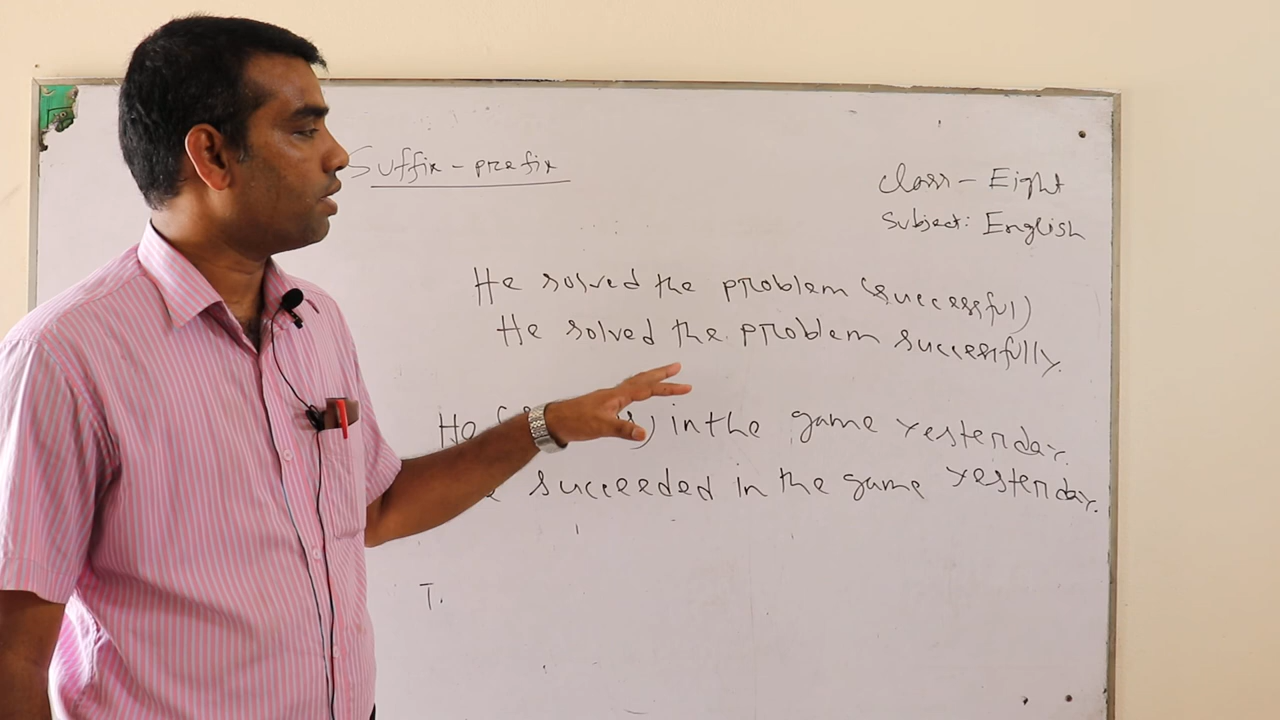 Suffix - prefix
Class - Eight
Subject: English
He solved the problem (successful)
He solved the problem successfully.
He in the game yesterday.
succeeded in the game yesterday.
T.